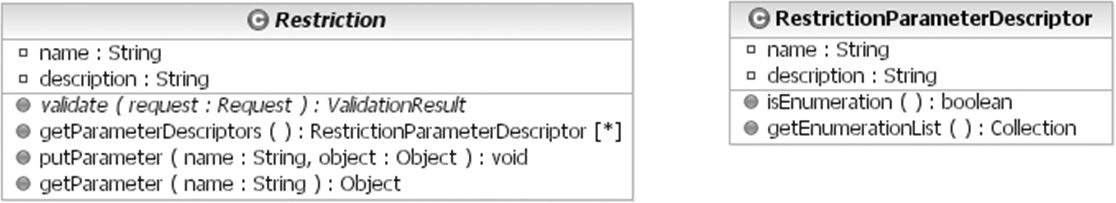 Restriction
name : String
description : String
validate ( request : Request ) : ValidationResult
getParameterDescriptors ( ) : RestrictionParameterDescriptor [*]
putParameter ( name : String, object : Object ) : void
getParameter ( name : String ) : Object
RestrictionParameterDescriptor
name : String
description : String
isEnumeration ( ) : boolean
getEnumerationList ( ) : Collection